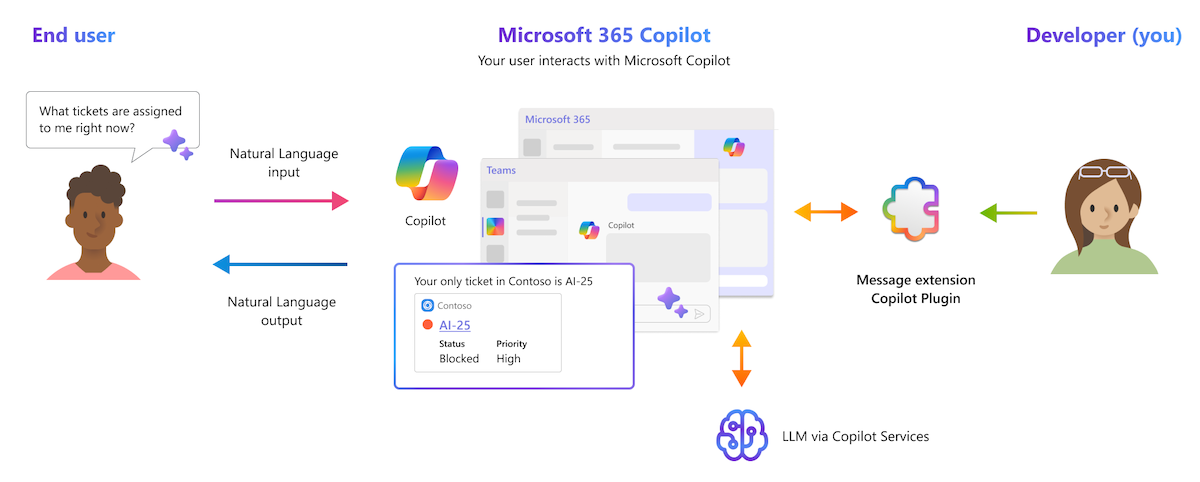 End user
Microsoft 365 Copilot
Developer (you)
Your user interacts with Microsoft Copilot
What tickets are assigned
to me right now?
Natural Language
input
Natural Language
output
Copilot
Microsoft 365
Teams
Copilot
Your only ticket in Contoso is AI-25
Contoso
AI-25
Status
Priority
Blocked
High
LLM via Copilot Services
Message extension
Copilot Plugin